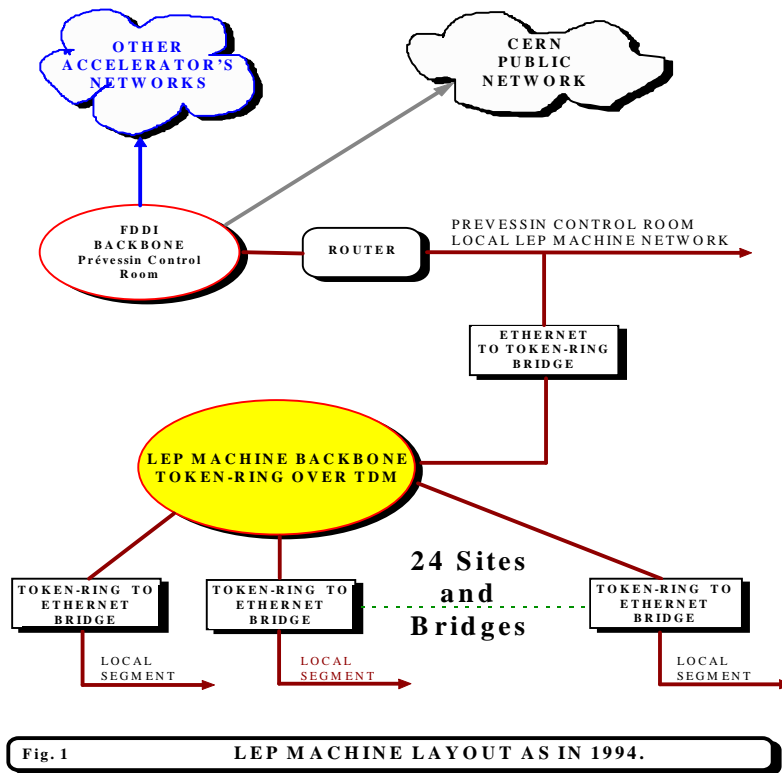 OTHER
ACCELERATOR'S
NETWORKS
CERN
PUBLIC
NETWORK
FDDI
BACKBONE
Prévessin Control
Room
ROUTER
PREVESSIN CONTROL ROOM
LOCAL LEP MACHINE NETWORK
ETHERNET
TO TOKEN-RING
BRIDGE
LEP MACHINE BACKBONE
TOKEN-RING OVER TDM
24 Sites
and
Bridges
TOKEN-RING TO
ETHERNET
BRIDGE
TOKEN-RING TO
ETHERNET
BRIDGE
TOKEN-RING TO
ETHERNET
BRIDGE
LOCAL
SEGMENT
LOCAL
SEGMENT
LOCAL
SEGMENT
Fig. 1 LEP MACHINE LAYOUT AS IN 1994.